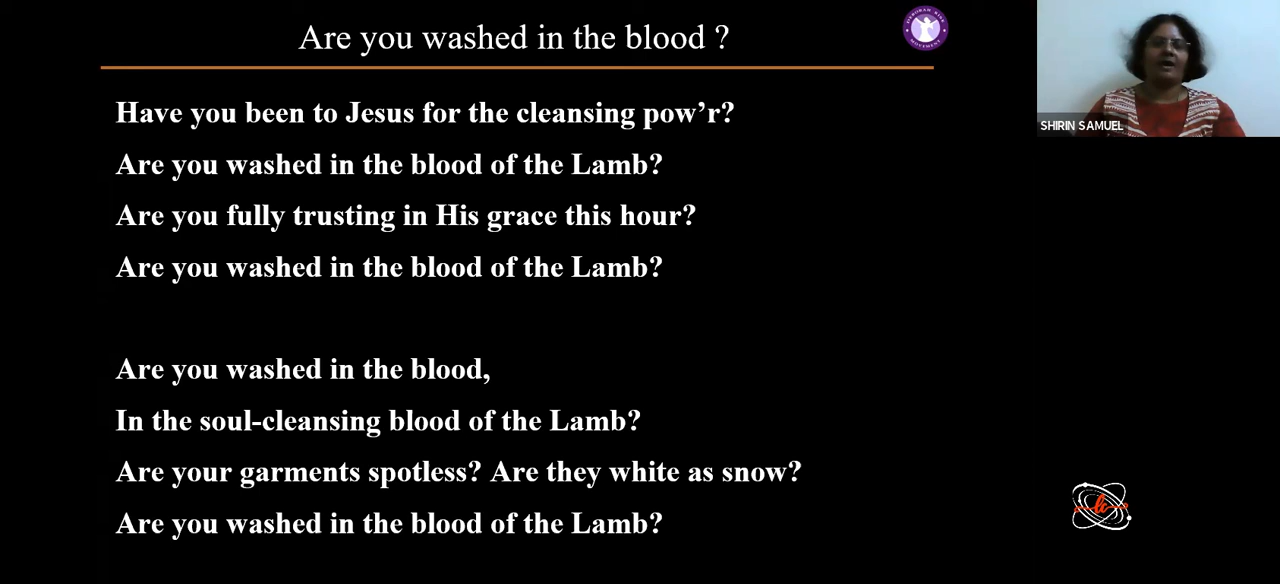 Are you washed in the blood ?
DEBORAH RISE
MOVEMENT
SHIRIN SAMUEL
Have you been to Jesus for the cleansing pow’r?
Are you washed in the blood of the Lamb?
Are you fully trusting in His grace this hour?
Are you washed in the blood of the Lamb?
Are you washed in the blood,
In the soul-cleansing blood of the Lamb?
Are your garments spotless? Are they white as snow?
Are you washed in the blood of the Lamb?
lc